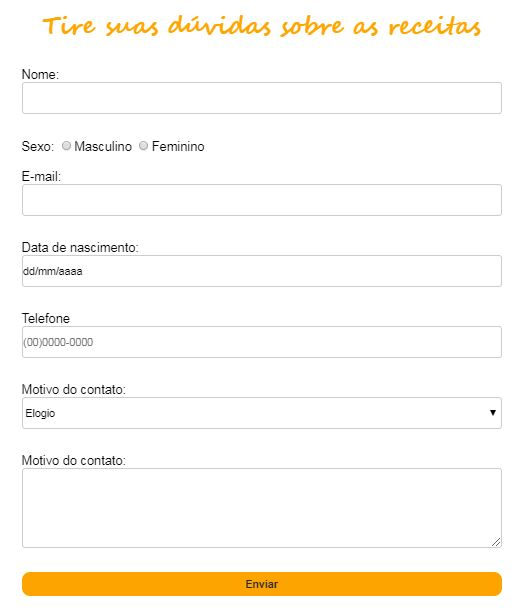 Tire suas dúvidas sobre as receitas
Nome:
Sexo: Masculino Feminino
E-mail:
Data de nascimento:
dd/mm/aaaa
Telefone
(00)0000-0000
Motivo do contato:
Elogio
Motivo do contato:
Enviar